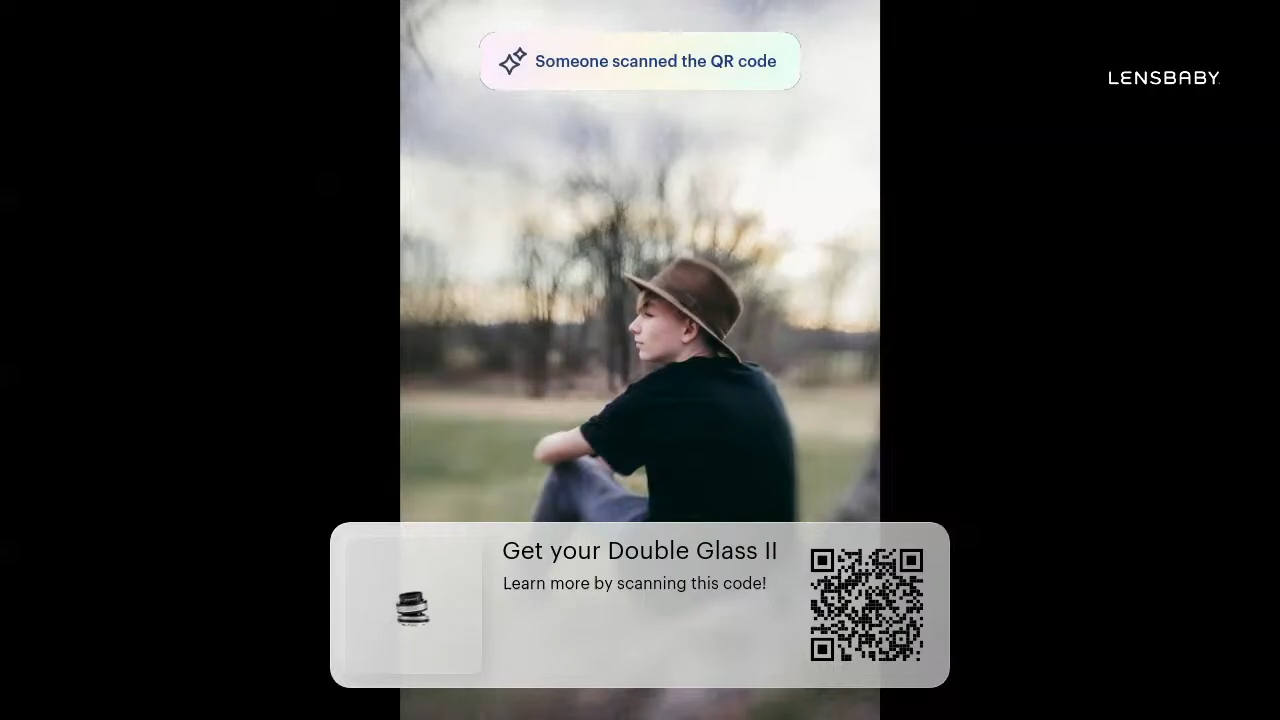 Someone scanned the QR code
LENSBABY
Get your Double Glass II
Learn more by scanning this code!